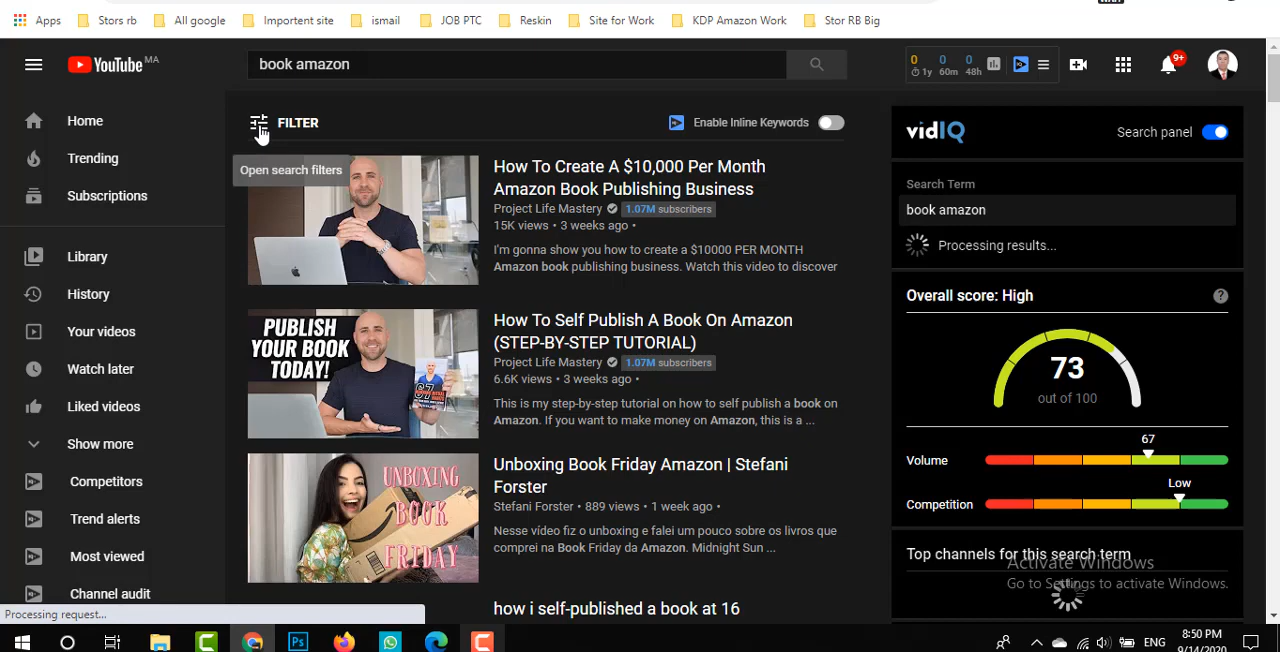 Apps Stors rb All google Importent site ismail JOB PTC Reskin Site for Work KDP Amazon Work Stor RB Big
YouTube MA
book amazon
0 0 0
1y 60m 48h
9+
Home
Trending
Subscriptions
Library
History
Your videos
Watch later
Liked videos
Show more
Competitors
Trend alerts
Most viewed
Channel audit
FILTER
Enable Inline Keywords
Open search filters
How To Create A $10,000 Per Month
Amazon Book Publishing Business
Project Life Mastery 1.07M subscribers
15K views • 3 weeks ago •
I'm gonna show you how to create a $10000 PER MONTH
Amazon book publishing business. Watch this video to discover
PUBLISH
YOUR BOOK
TODAY!
67
How To Self Publish A Book On Amazon
(STEP-BY-STEP TUTORIAL)
Project Life Mastery 1.07M subscribers
6.6K views • 3 weeks ago •
This is my step-by-step tutorial on how to self publish a book on
Amazon. If you want to make money on Amazon, this is a ...
UNBOXING
BOOK
FRIDAY
Unboxing Book Friday Amazon | Stefani
Forster
Stefani Forster • 889 views • 1 week ago •
Nesse vídeo fiz o unboxing e falei um pouco sobre os livros que
comprei na Book Friday da Amazon. Midnight Sun ...
how i self-published a book at 16
vidIQ
Search panel
Search Term
book amazon
Processing results...
Overall score: High
?
73
out of 100
67
Volume
Low
Competition
Top channels for this search term
Activate Windows
Go to Settings to activate Windows.
Processing request...
Ps
ENG
8:50 PM
9/14/2020